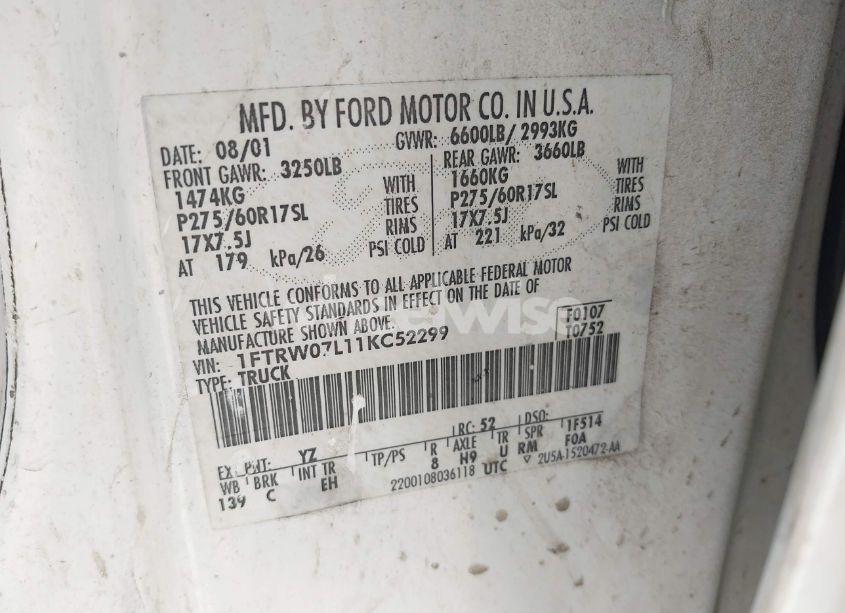 MFD. BY FORD MOTOR CO. IN U.S.A.
DATE: 08/01 GVWR: 6600LB/ 2993KG
FRONT GAWR: 3250LB REAR GAWR: 3660LB
1474KG WITH 1660KG WITH
P275/60R17SL TIRES P275/60R17SL TIRES
17X7.5J RIMS 17X7.5J RIMS
AT 179 kPa/26 PSI COLD AT 221 kPa/32 PSI COLD
THIS VEHICLE CONFORMS TO ALL APPLICABLE FEDERAL MOTOR
VEHICLE SAFETY STANDARDS IN EFFECT ON THE DATE OF
MANUFACTURE SHOWN ABOVE.
VIN: 1FTRW07L11KC52299 F0107
TYPE: TRUCK T0752
EXT PNT: YZ RC: 52 DSO: 1F514
WB BRK INT TR TP/PS R AXLE TR SPR F0A
139 C EH 8 H9 U RM
2200108036118 UTC ▽ 2U5A-1520472-AA